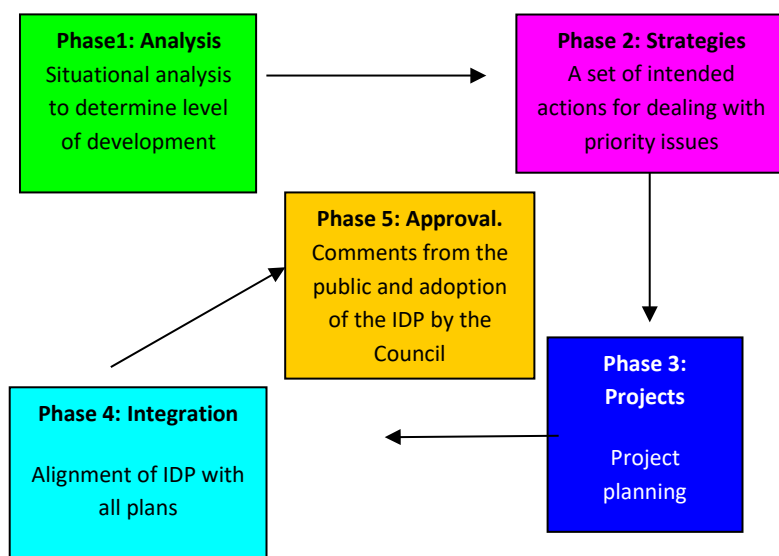 Phase1: Analysis
Situational analysis
to determine level
of development
Phase 2: Strategies
A set of intended
actions for dealing with
priority issues
Phase 5: Approval.
Comments from the
public and adoption
of the IDP by the
Council
Phase 3:
Projects
Project
planning
Phase 4: Integration
Alignment of IDP with
all plans